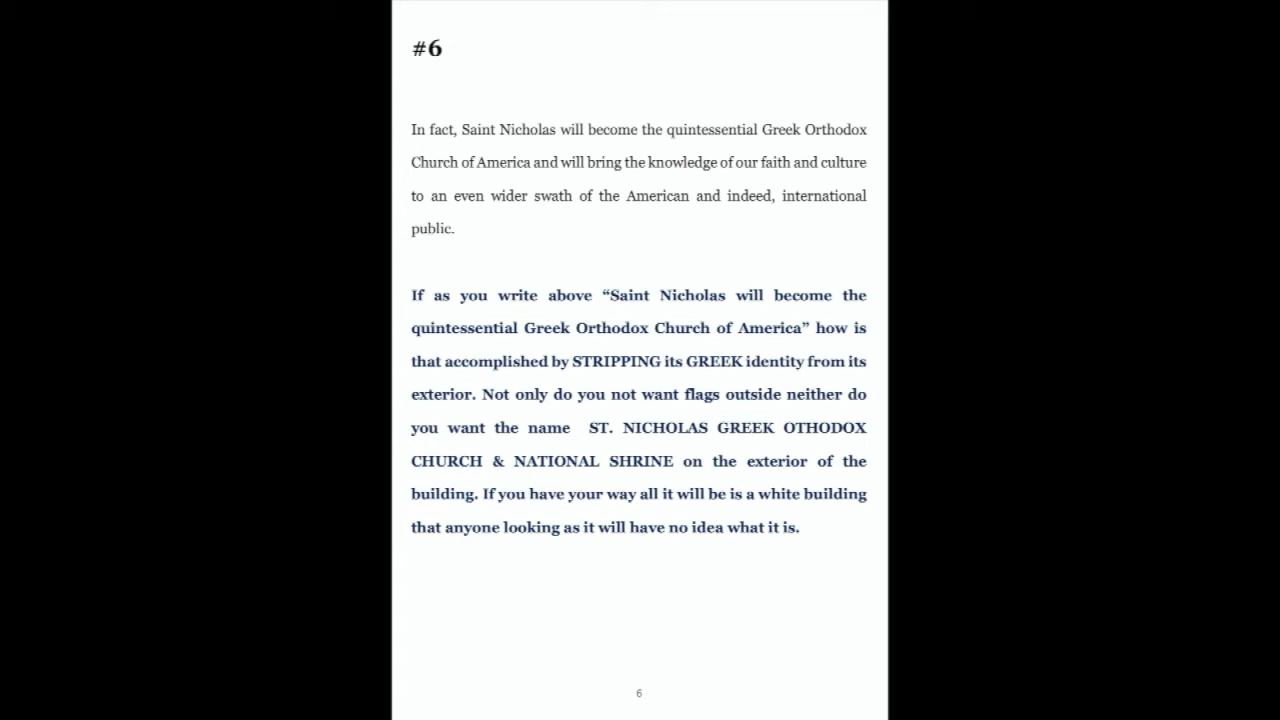 #6
In fact, Saint Nicholas will become the quintessential Greek Orthodox
Church of America and will bring the knowledge of our faith and culture
to an even wider swath of the American and indeed, international
public.
If as you write above “Saint Nicholas will become the
quintessential Greek Orthodox Church of America” how is
that accomplished by STRIPPING its GREEK identity from its
exterior. Not only do you not want flags outside neither do
you want the name ST. NICHOLAS GREEK OTHODOX
CHURCH & NATIONAL SHRINE on the exterior of the
building. If you have your way all it will be is a white building
that anyone looking as it will have no idea what it is.
6